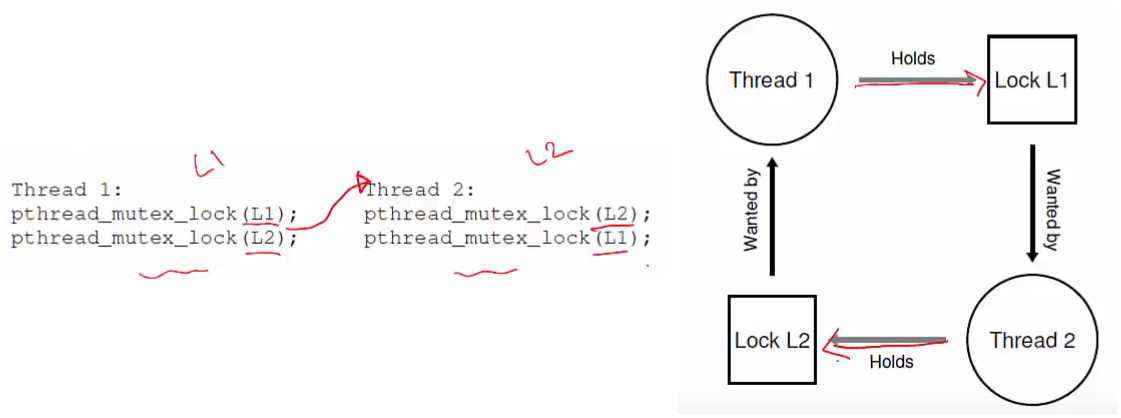 L1
L2
Thread 1:
pthread_mutex_lock(L1);
pthread_mutex_lock(L2);
Thread 2:
pthread_mutex_lock(L2);
pthread_mutex_lock(L1);
Thread 1
Holds
Lock L1
Wanted by
Wanted by
Lock L2
Holds
Thread 2